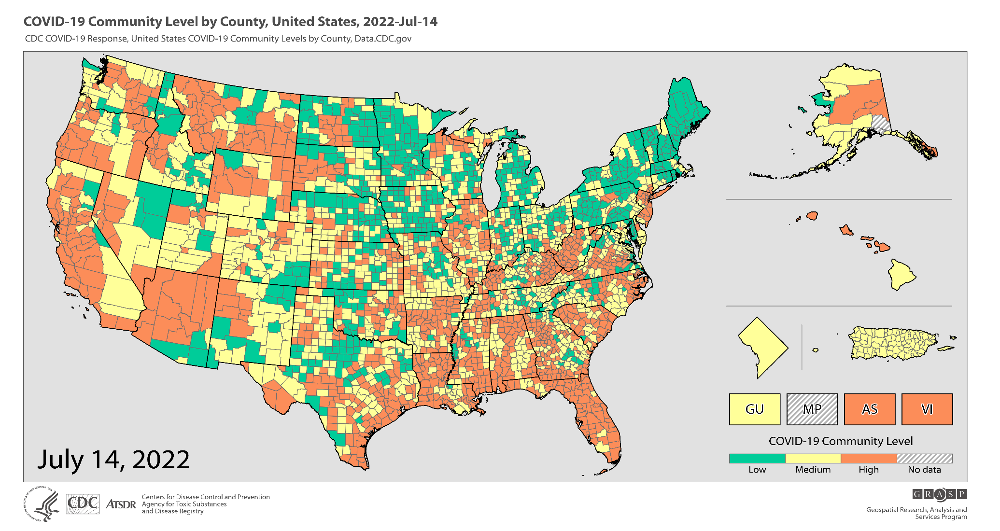 COVID-19 Community Level by County, United States, 2022-Jul-14
CDC COVID-19 Response, United States COVID-19 Community Levels by County, Data.CDC.gov
GU
MP
AS
VI
COVID-19 Community Level
Low
Medium
High
No data
July 14, 2022
CDC
ATSDR
Centers for Disease Control and Prevention
Agency for Toxic Substances
and Disease Registry
GRASP
Geospatial Research, Analysis and
Services Program